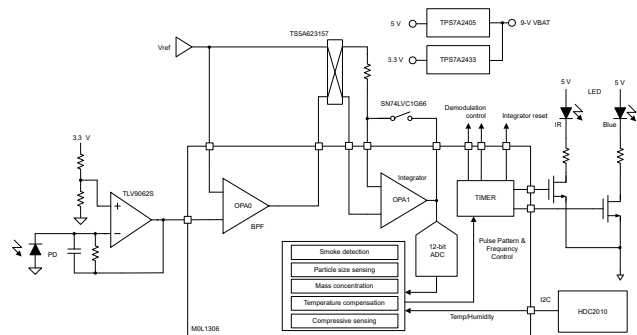 TS5A623157
5 V
TPS7A2405
9-V VBAT
Vref
3.3 V
TPS7A2433
SN74LVC1G66
Demodulation
control
Integrator reset
5 V
LED
5 V
IR
Blue
3.3 V
TLV9062S
Integrator
OPA0
BPF
OPA1
TIMER
PD
12-bit
ADC
Pulse Pattern &
Frequency
Control
Smoke detection
Particle size sensing
Mass concentration
Temperature compensation
Compressive sensing
M0L1306
Temp/Humidity
I2C
HDC2010
+
−